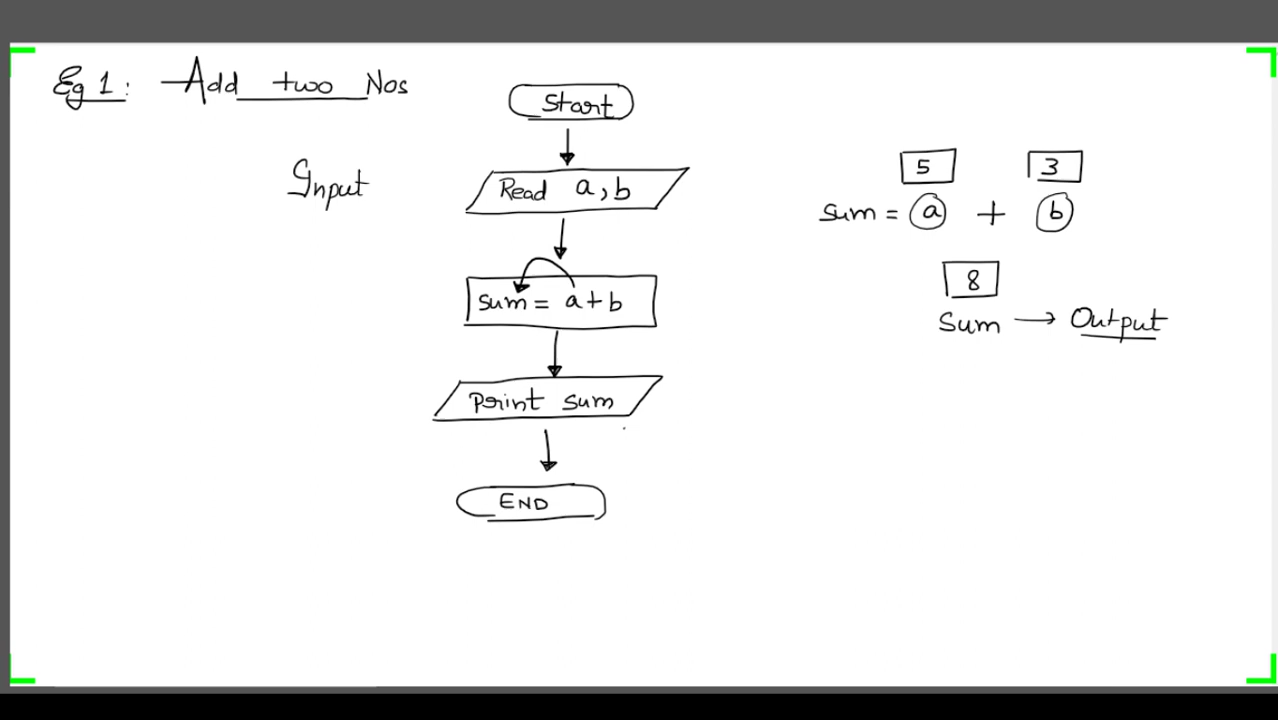 Eg 1: Add two Nos
Start
Input
Read a, b
sum = a + b
Print sum
END
5 3
sum = a + b
8
Sum → Output